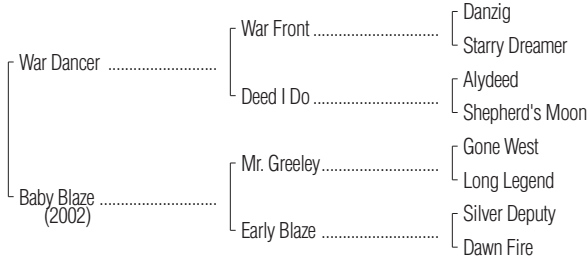 Danzig
War Front ..............................
Starry Dreamer
War Dancer ..........................
Alydeed
Deed I Do ..............................
Shepherd's Moon
Gone West
Mr. Greeley............................
Long Legend
Baby Blaze ............................
(2002)
Silver Deputy
Early Blaze ............................
Dawn Fire